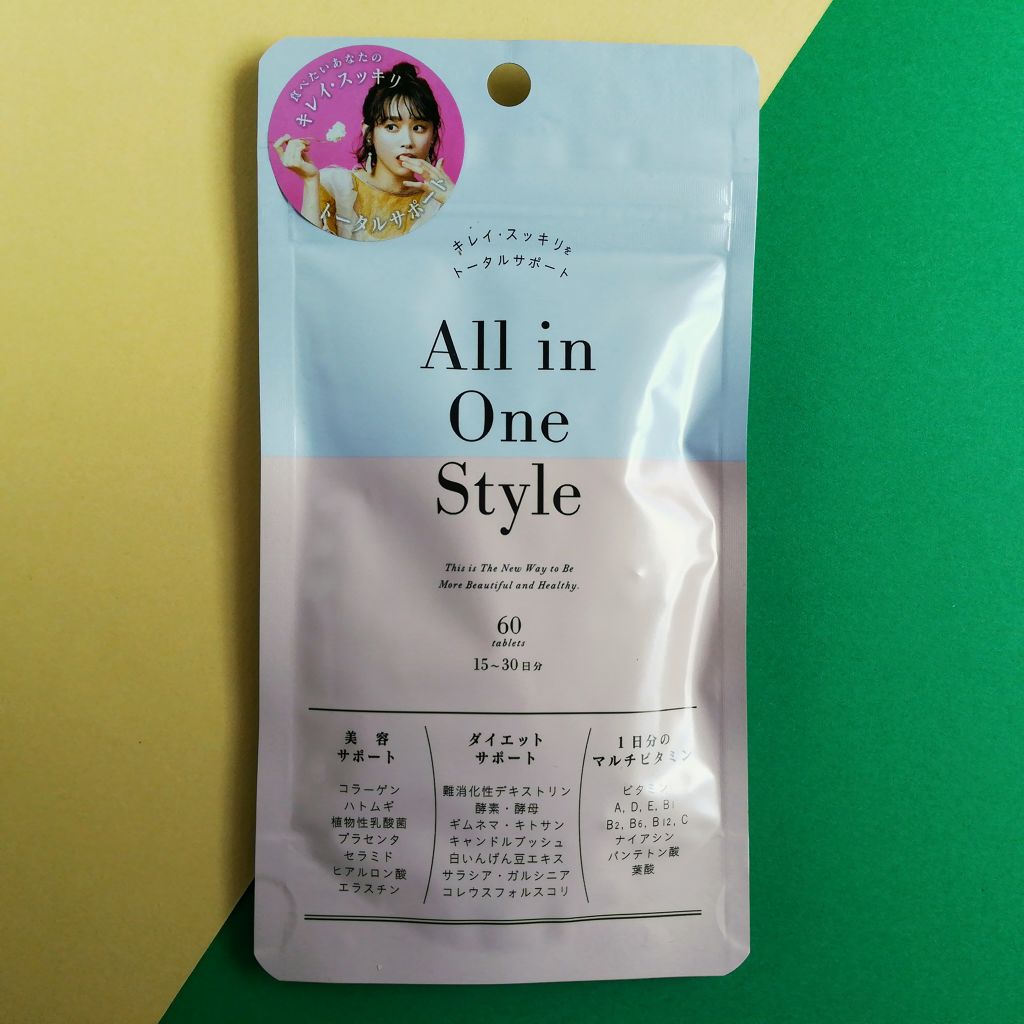 食べたいあなたの
キレイ・スッキリ
トータルサポート
キレイ・スッキリを
トータルサポート
All in
One
Style
This is The New Way to Be
More Beautiful and Healthy.
60
tablets
15~30日分
美 容
サポート
コラーゲン
ハトムギ
植物性乳酸菌
プラセンタ
セラミド
ヒアルロン酸
エラスチン
ダイエット
サポート
難消化性デキストリン
酵素・酵母
ギムネマ・キトサン
キャンドルブッシュ
白いんげん豆エキス
サラシア・ガルシニア
コレウスフォルスコリ
1日分の
マルチビタミン
ビタミン
A, D, E, B1
B2, B6, B12, C
ナイアシン
パンテトン酸
葉酸